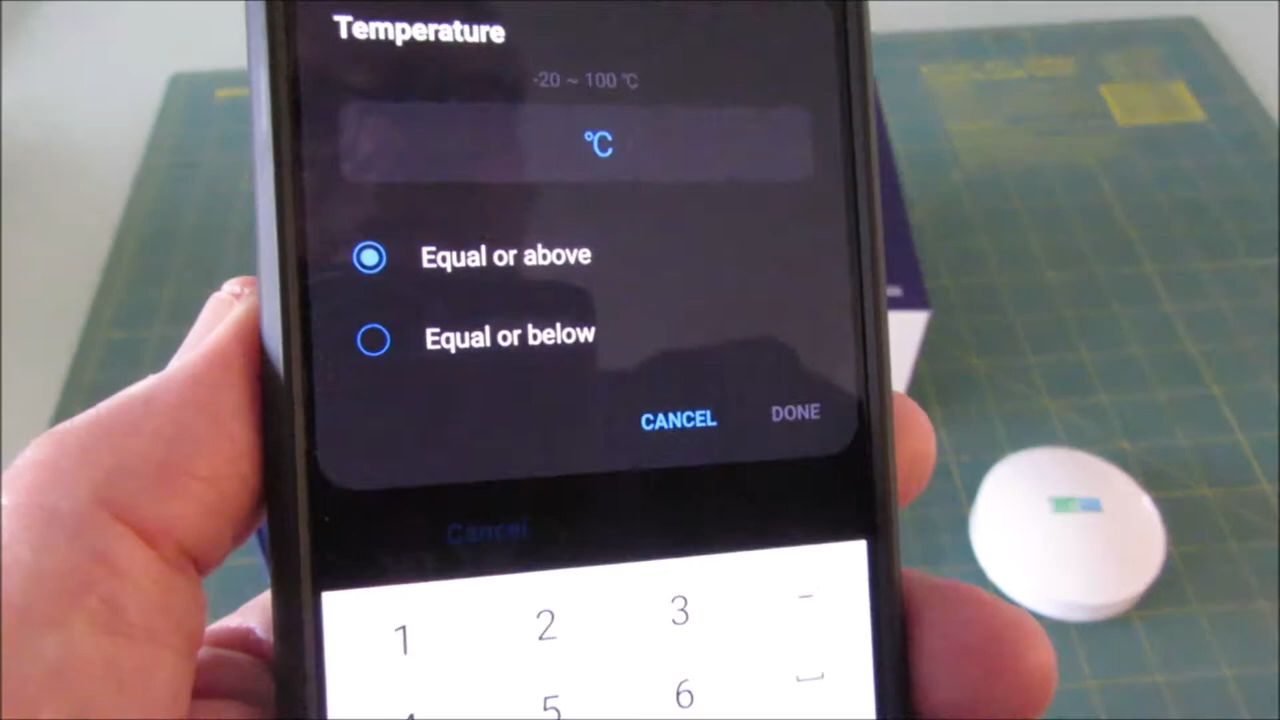 Temperature
-20 ~ 100 ℃
℃
Equal or above
Equal or below
CANCEL DONE
Cancel
1 2 3 -
5 6